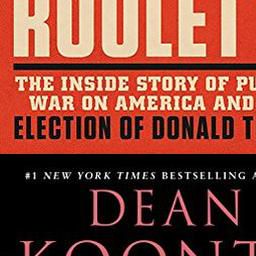 ROULET
THE INSIDE STORY OF PU
WAR ON AMERICA AND
ELECTION OF DONALD T
#1 NEW YORK TIMES BESTSELLING A
DEAN
KOONT